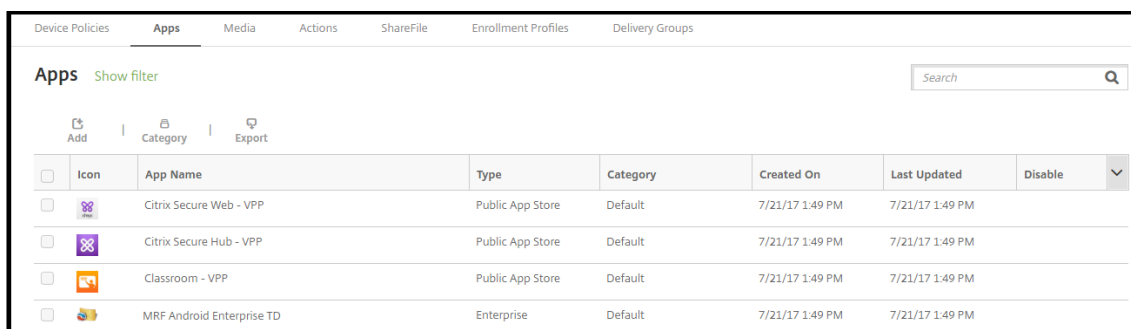 Device Policies Apps Media Actions ShareFile Enrollment Profiles Delivery Groups
Apps Show filter
Search
Add | Category | Export
Icon App Name Type Category Created On Last Updated Disable
Citrix Secure Web - VPP Public App Store Default 7/21/17 1:49 PM 7/21/17 1:49 PM
Citrix Secure Hub - VPP Public App Store Default 7/21/17 1:49 PM 7/21/17 1:49 PM
Classroom - VPP Public App Store Default 7/21/17 1:49 PM 7/21/17 1:49 PM
MRF Android Enterprise TD Enterprise Default 7/21/17 1:49 PM 7/21/17 1:49 PM